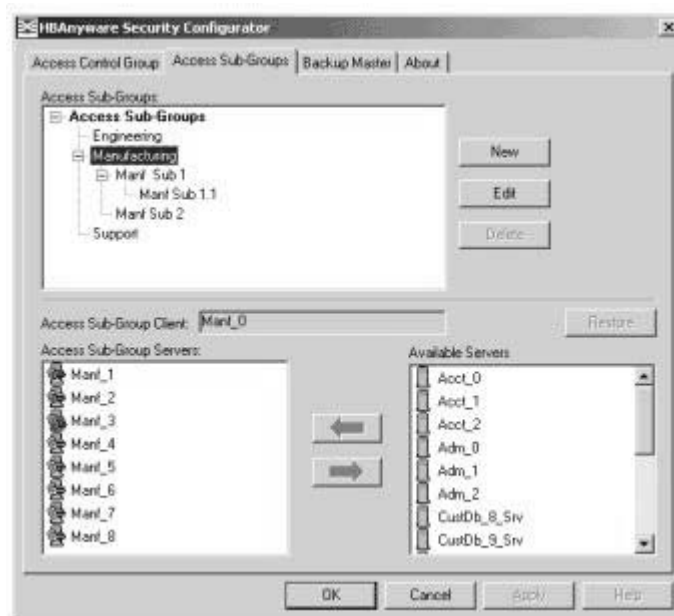 HBAnyware Security Configurator
Access Control Group Access Sub-Groups Backup Master About
Access Sub-Groups:
Access Sub-Groups
Engineering
Manufacturing
Manf Sub 1
Manf Sub 1.1
Manf Sub 2
Support
New
Edit
Delete
Access Sub-Group Client: Manf_0
Restore
Access Sub-Group Servers:
Manf_1
Manf_2
Manf_3
Manf_4
Manf_5
Manf_6
Manf_7
Manf_8
Available Servers
Acct_0
Acct_1
Acct_2
Adm_0
Adm_1
Adm_2
CustDb_8_Srv
CustDb_9_Srv
OK Cancel Apply Help